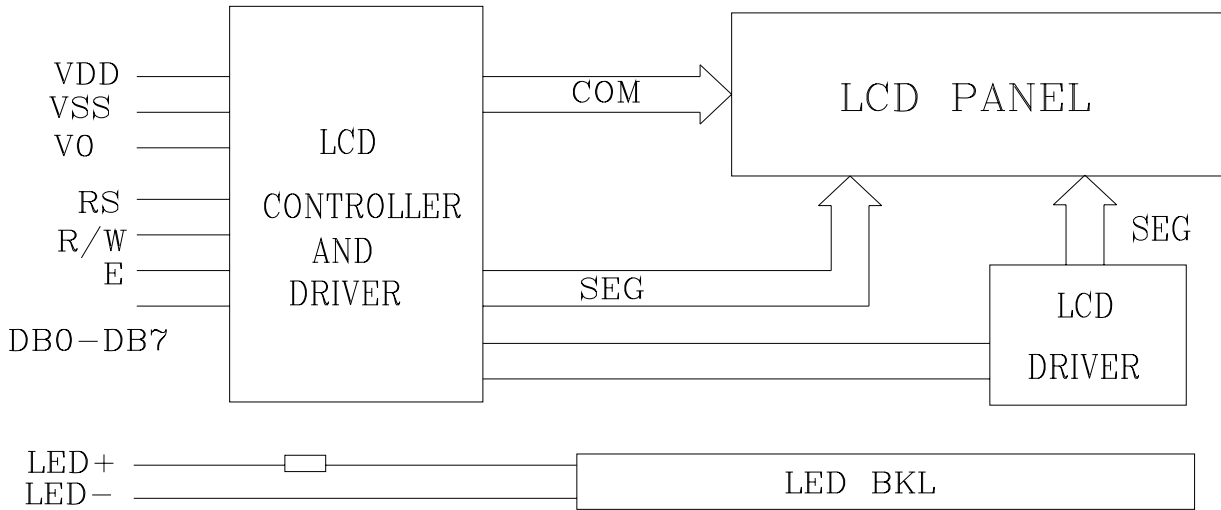 VDD
VSS
V0
RS
R/W
E
DB0-DB7
LCD
CONTROLLER
AND
DRIVER
COM
SEG
LCD PANEL
SEG
LCD
DRIVER
LED+
LED-
LED BKL